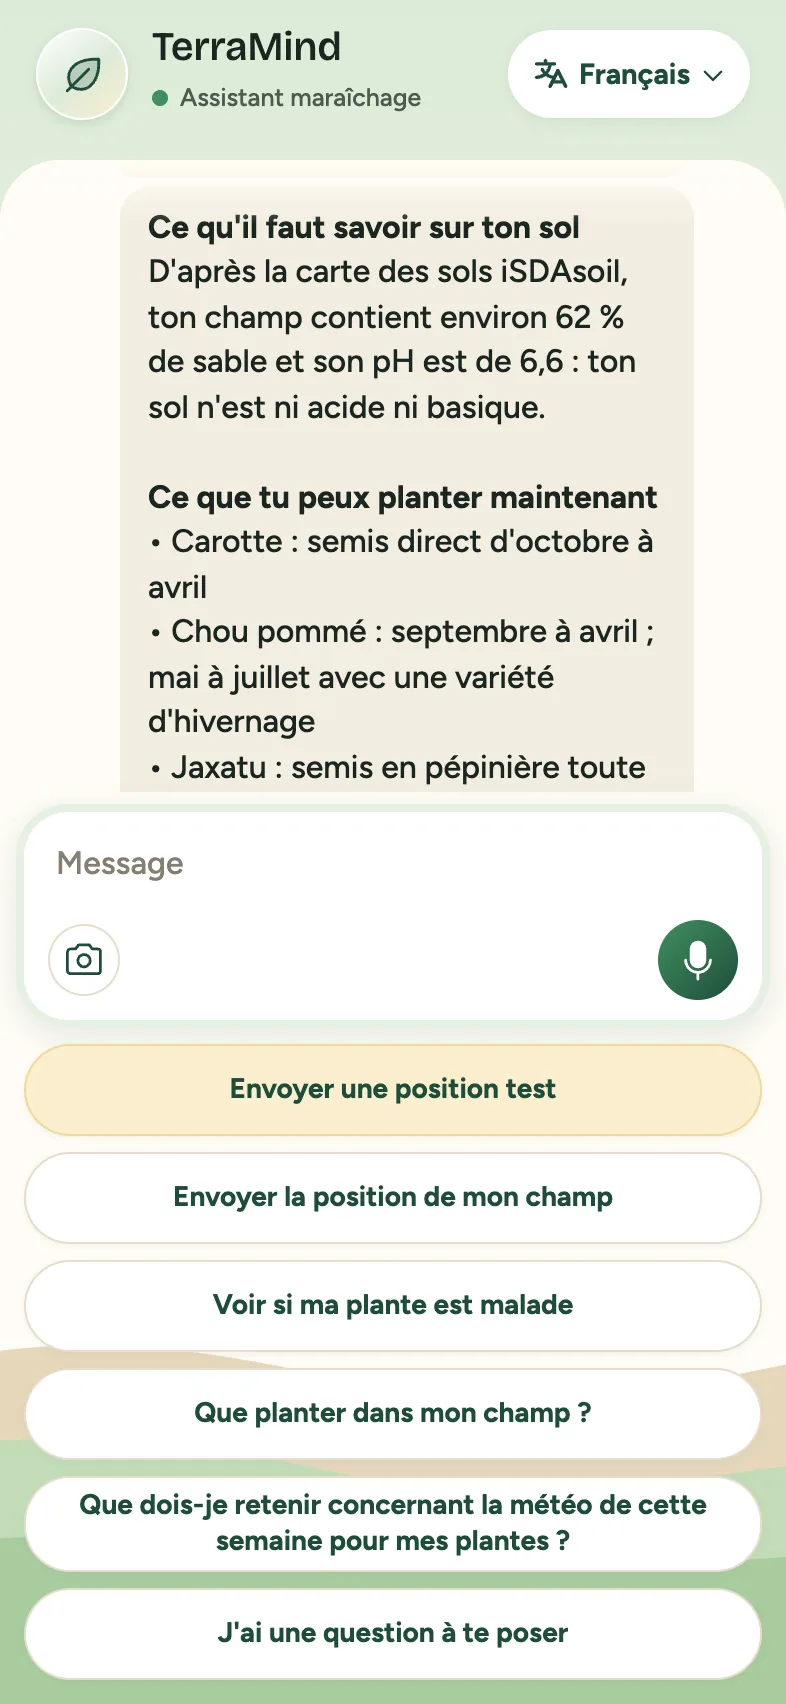 TerraMind
Assistant maraîchage
Français
Ce qu'il faut savoir sur ton sol
D'après la carte des sols iSDAsoil,
ton champ contient environ 62 %
de sable et son pH est de 6,6 : ton
sol n'est ni acide ni basique.
Ce que tu peux planter maintenant
• Carotte : semis direct d'octobre à
avril
• Chou pommé : septembre à avril ;
mai à juillet avec une variété
d'hivernage
• Jaxatu : semis en pépinière toute
Message
Envoyer une position test
Envoyer la position de mon champ
Voir si ma plante est malade
Que planter dans mon champ ?
Que dois-je retenir concernant la météo de cette
semaine pour mes plantes ?
J'ai une question à te poser